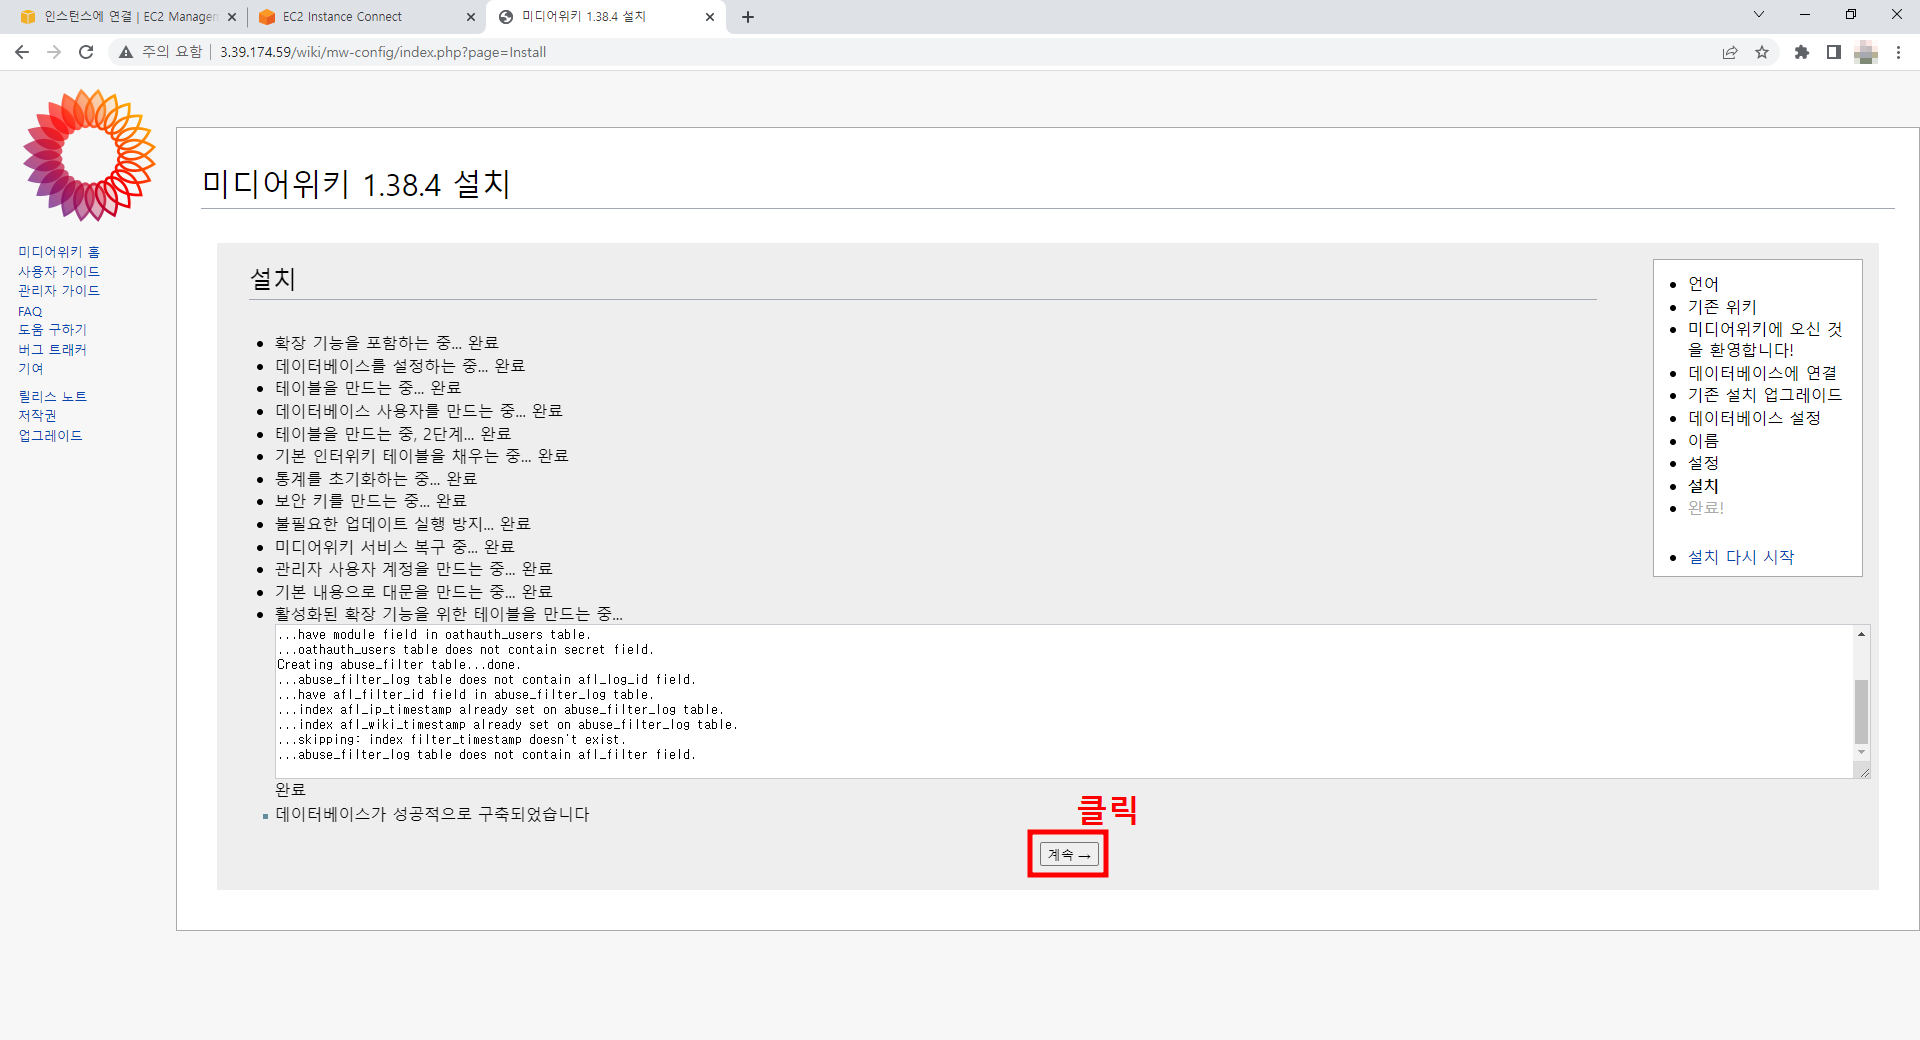 인스턴스에 연결 | EC2 Managem
EC2 Instance Connect
미디어위키 1.38.4 설치
주의 요함
3.39.174.59/wiki/mw-config/index.php?page=Install
미디어위키 홈
사용자 가이드
관리자 가이드
FAQ
도움 구하기
버그 트래커
기여
릴리스 노트
저작권
업그레이드
미디어위키 1.38.4 설치
설치
확장 기능을 포함하는 중... 완료
데이터베이스를 설정하는 중... 완료
테이블을 만드는 중... 완료
데이터베이스 사용자를 만드는 중... 완료
테이블을 만드는 중, 2단계... 완료
기본 인터위키 테이블을 채우는 중... 완료
통계를 초기화하는 중... 완료
보안 키를 만드는 중... 완료
불필요한 업데이트 실행 방지... 완료
미디어위키 서비스 복구 중... 완료
관리자 사용자 계정을 만드는 중... 완료
기본 내용으로 대문을 만드는 중... 완료
활성화된 확장 기능을 위한 테이블을 만드는 중...
...have module field in oathauth_users table.
...oathauth_users table does not contain secret field.
Creating abuse_filter table...done.
...abuse_filter_log table does not contain afl_log_id field.
...have afl_filter_id field in abuse_filter_log table.
...index afl_ip_timestamp already set on abuse_filter_log table.
...index afl_wiki_timestamp already set on abuse_filter_log table.
...skipping: index filter_timestamp doesn't exist.
...abuse_filter_log table does not contain afl_filter field.
완료
데이터베이스가 성공적으로 구축되었습니다
클릭
계속 →
언어
기존 위키
미디어위키에 오신 것
을 환영합니다!
데이터베이스에 연결
기존 설치 업그레이드
데이터베이스 설정
이름
설정
설치
완료!
설치 다시 시작